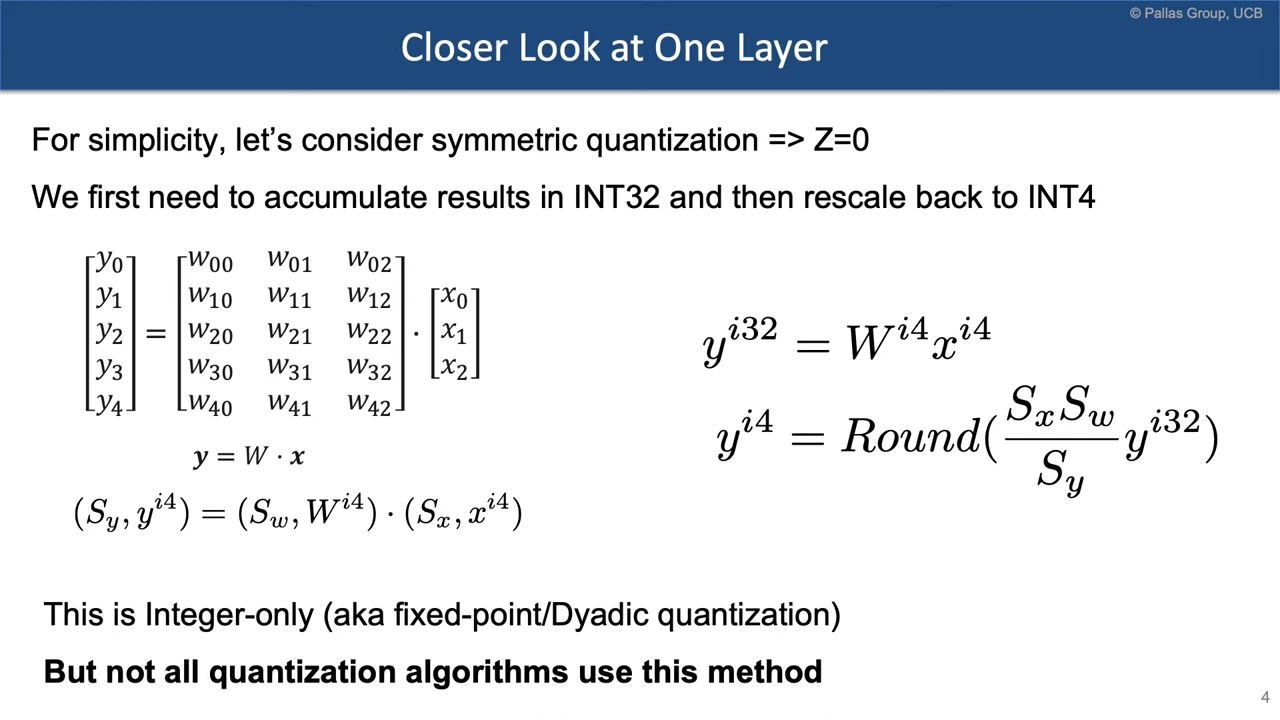 © Pallas Group, UCB
Closer Look at One Layer
For simplicity, let’s consider symmetric quantization => Z=0
We first need to accumulate results in INT32 and then rescale back to INT4
y₀ w₀₀ w₀₁ w₀₂
y₁ w₁₀ w₁₁ w₁₂ x₀
y₂ = w₂₀ w₂₁ w₂₂ · x₁
y₃ w₃₀ w₃₁ w₃₂ x₂
y₄ w₄₀ w₄₁ w₄₂
y = W · x
(S_y, y^{i4}) = (S_w, W^{i4}) · (S_x, x^{i4})
y^{i32} = W^{i4}x^{i4}
y^{i4} = Round(\frac{S_x S_w}{S_y} y^{i32})
This is Integer-only (aka fixed-point/Dyadic quantization)
But not all quantization algorithms use this method
4